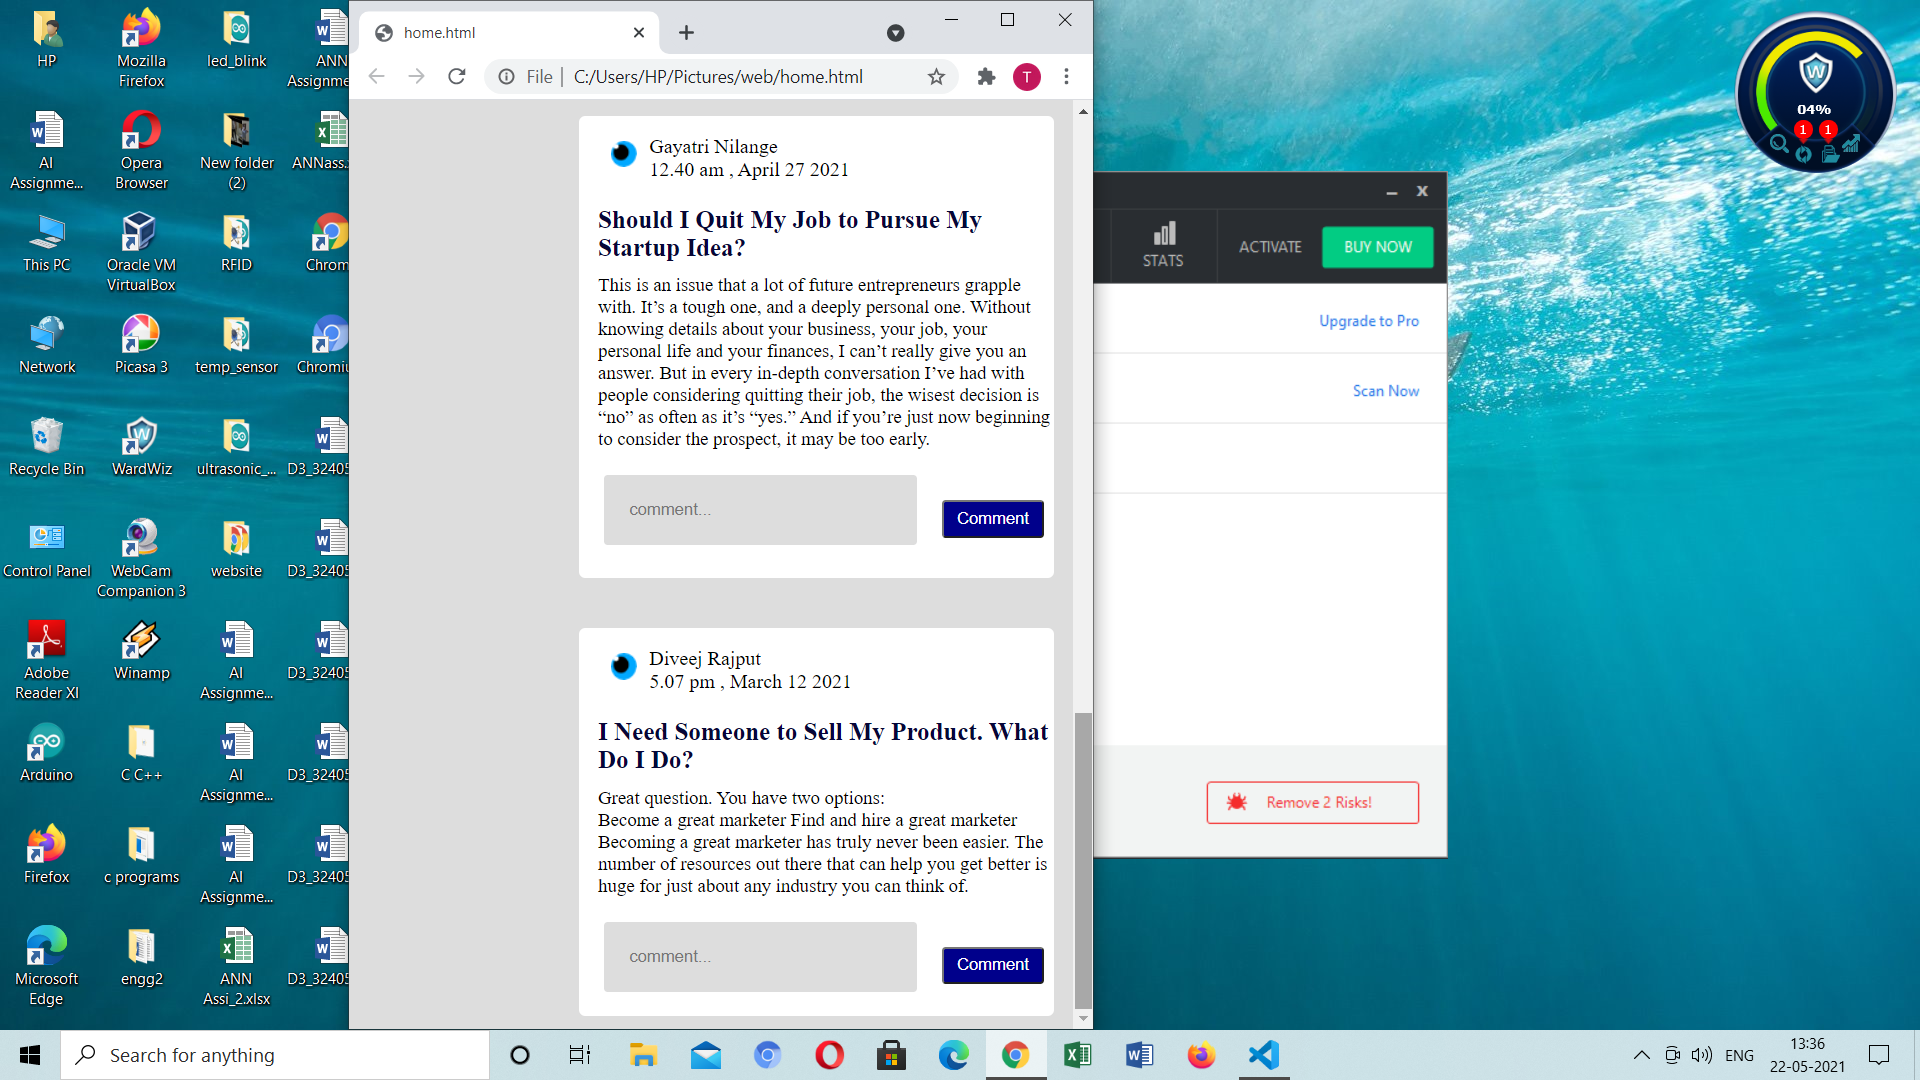 HP
Mozilla
Firefox
led_blink
ANN
Assignme
AI
Assignme...
Opera
Browser
New folder
(2)
ANNass.
This PC
Oracle VM
VirtualBox
RFID
Chrom
Network
Picasa 3
temp_sensor
Chromiu
Recycle Bin
WardWiz
ultrasonic_...
D3_32405
Control Panel
WebCam
Companion 3
website
D3_32405
Adobe
Reader XI
Winamp
AI
Assignme...
D3_32405
Arduino
C C++
AI
Assignme...
D3_32405
Firefox
c programs
AI
Assignme...
D3_32405
Microsoft
Edge
engg2
ANN
Assi_2.xlsx
D3_32405
home.html
File | C:/Users/HP/Pictures/web/home.html
T
Gayatri Nilange
12.40 am , April 27 2021
Should I Quit My Job to Pursue My
Startup Idea?
This is an issue that a lot of future entrepreneurs grapple
with. It’s a tough one, and a deeply personal one. Without
knowing details about your business, your job, your
personal life and your finances, I can’t really give you an
answer. But in every in-depth conversation I’ve had with
people considering quitting their job, the wisest decision is
“no” as often as it’s “yes.” And if you’re just now beginning
to consider the prospect, it may be too early.
comment...
Comment
Diveej Rajput
5.07 pm , March 12 2021
I Need Someone to Sell My Product. What
Do I Do?
Great question. You have two options:
Become a great marketer Find and hire a great marketer
Becoming a great marketer has truly never been easier. The
number of resources out there that can help you get better is
huge for just about any industry you can think of.
comment...
Comment
STATS
ACTIVATE
BUY NOW
Upgrade to Pro
Scan Now
Remove 2 Risks!
W
04%
1 1
Search for anything
ENG
13:36
22-05-2021